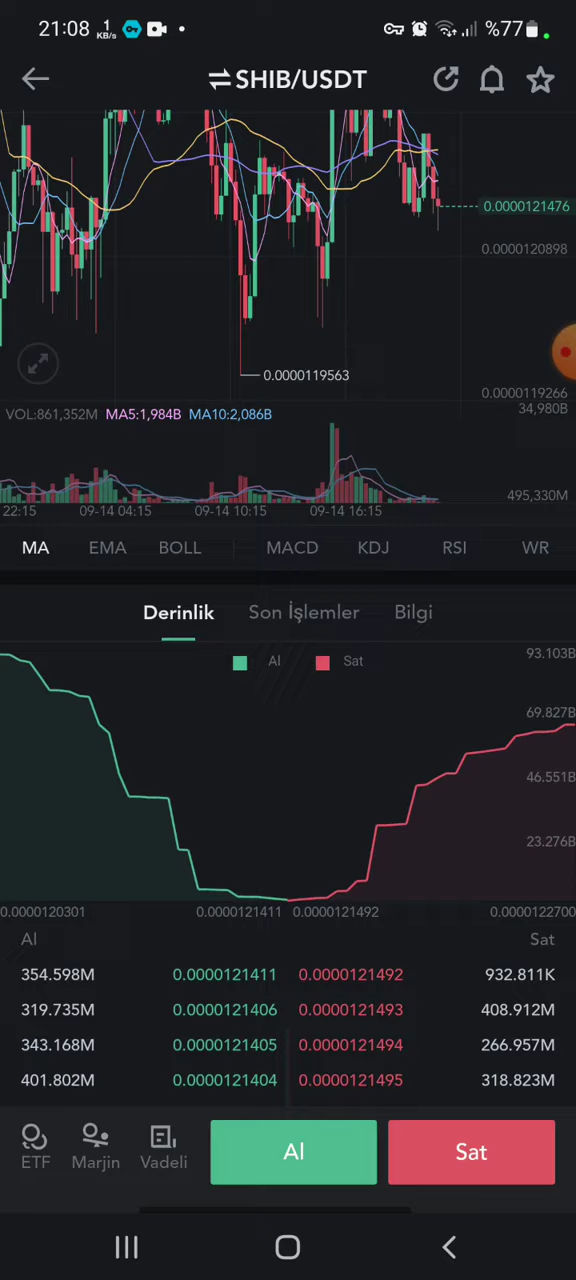 21:08 1 KB/s %77
SHIB/USDT
0.0000121476
0.0000120898
0.0000119563
0.0000119266
VOL:861,352M MA5:1,984B MA10:2,086B
34,980B
495,330M
22:15 09-14 04:15 09-14 10:15 09-14 16:15
MA EMA BOLL MACD KDJ RSI WR
Derinlik Son İşlemler Bilgi
Al Sat
93.103B
69.827B
46.551B
23.276B
0.0000120301 0.0000121411 0.0000121492 0.0000122700
Al Sat
354.598M 0.0000121411 0.0000121492 932.811K
319.735M 0.0000121406 0.0000121493 408.912M
343.168M 0.0000121405 0.0000121494 266.957M
401.802M 0.0000121404 0.0000121495 318.823M
ETF Marjin Vadeli Al Sat